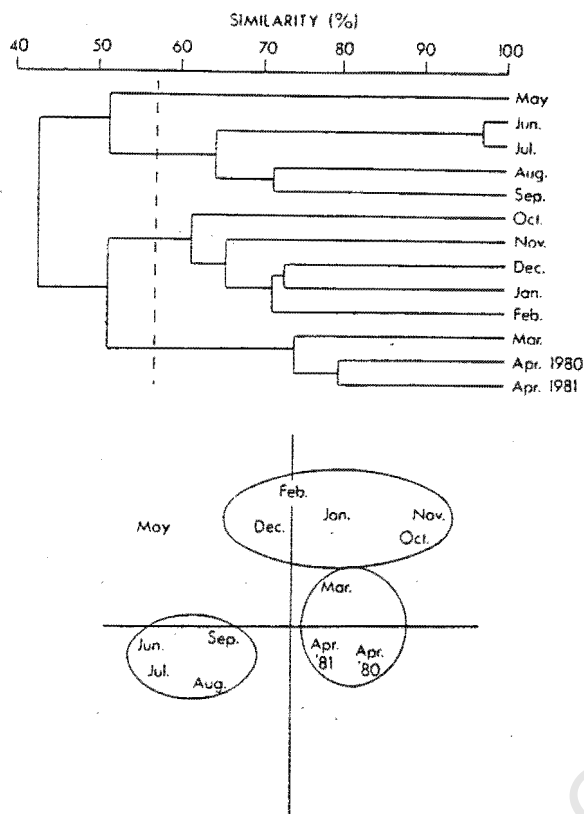 SIMILARITY (%)
40 50 60 70 80 90 100
May
Jun.
Jul.
Aug.
Sep.
Oct.
Nov.
Dec.
Jan.
Feb.
Mar.
Apr. 1980
Apr. 1981
Feb.
May Dec. Jan. Nov.
Oct.
Mar.
Jun. Sep. Apr. '81 Apr. '80
Jul. Aug.